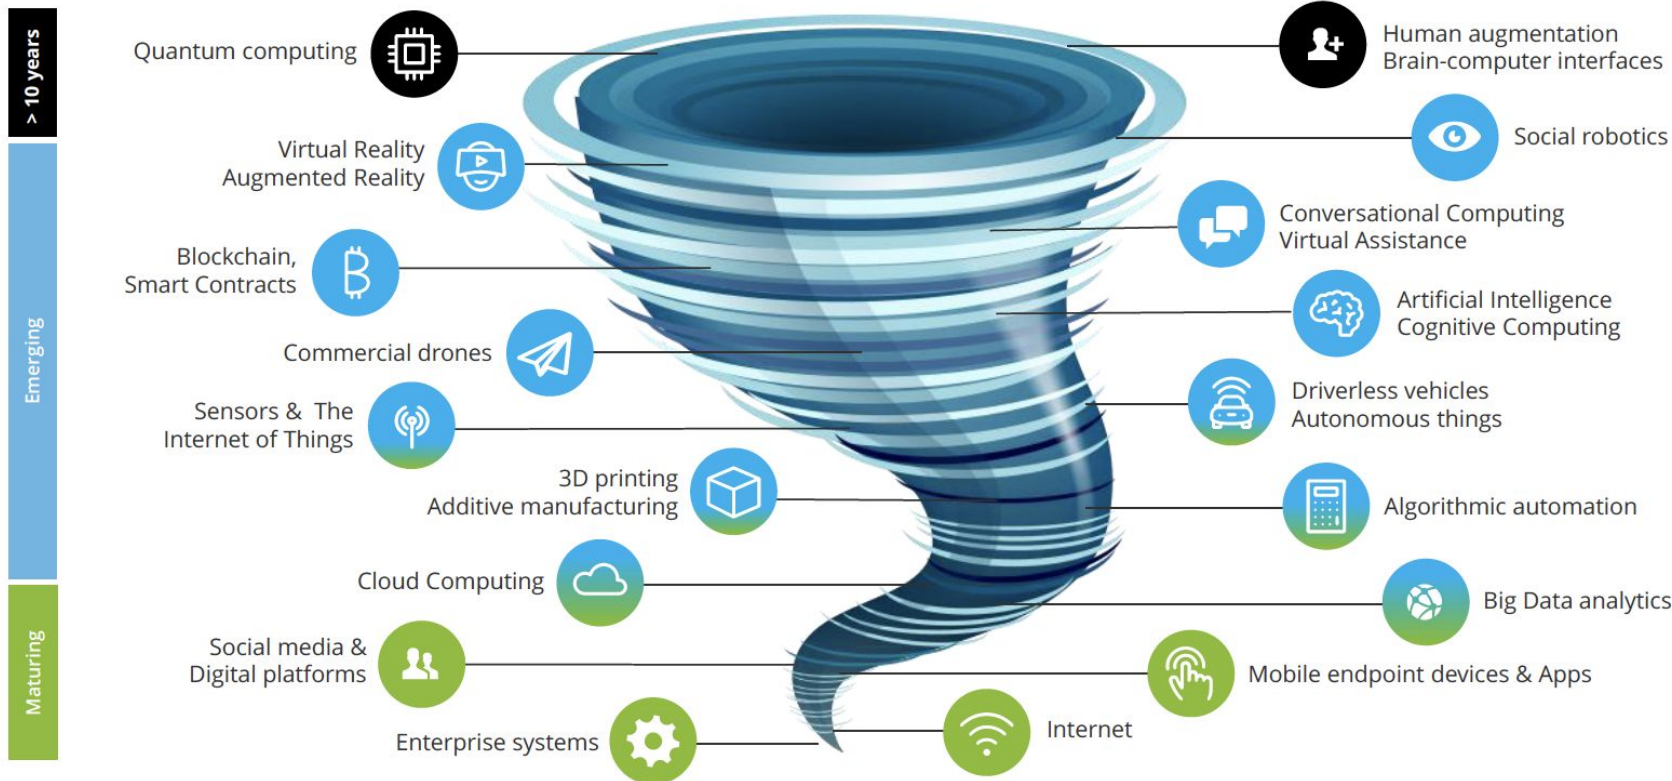 > 10 years
Quantum computing
Human augmentation
Brain-computer interfaces
Social robotics
Virtual Reality
Augmented Reality
Conversational Computing
Virtual Assistance
Blockchain,
Smart Contracts
Artificial Intelligence
Cognitive Computing
Emerging
Commercial drones
Driverless vehicles
Autonomous things
Sensors & The
Internet of Things
3D printing
Additive manufacturing
Algorithmic automation
Cloud Computing
Big Data analytics
Maturing
Social media &
Digital platforms
Mobile endpoint devices & Apps
Internet
Enterprise systems